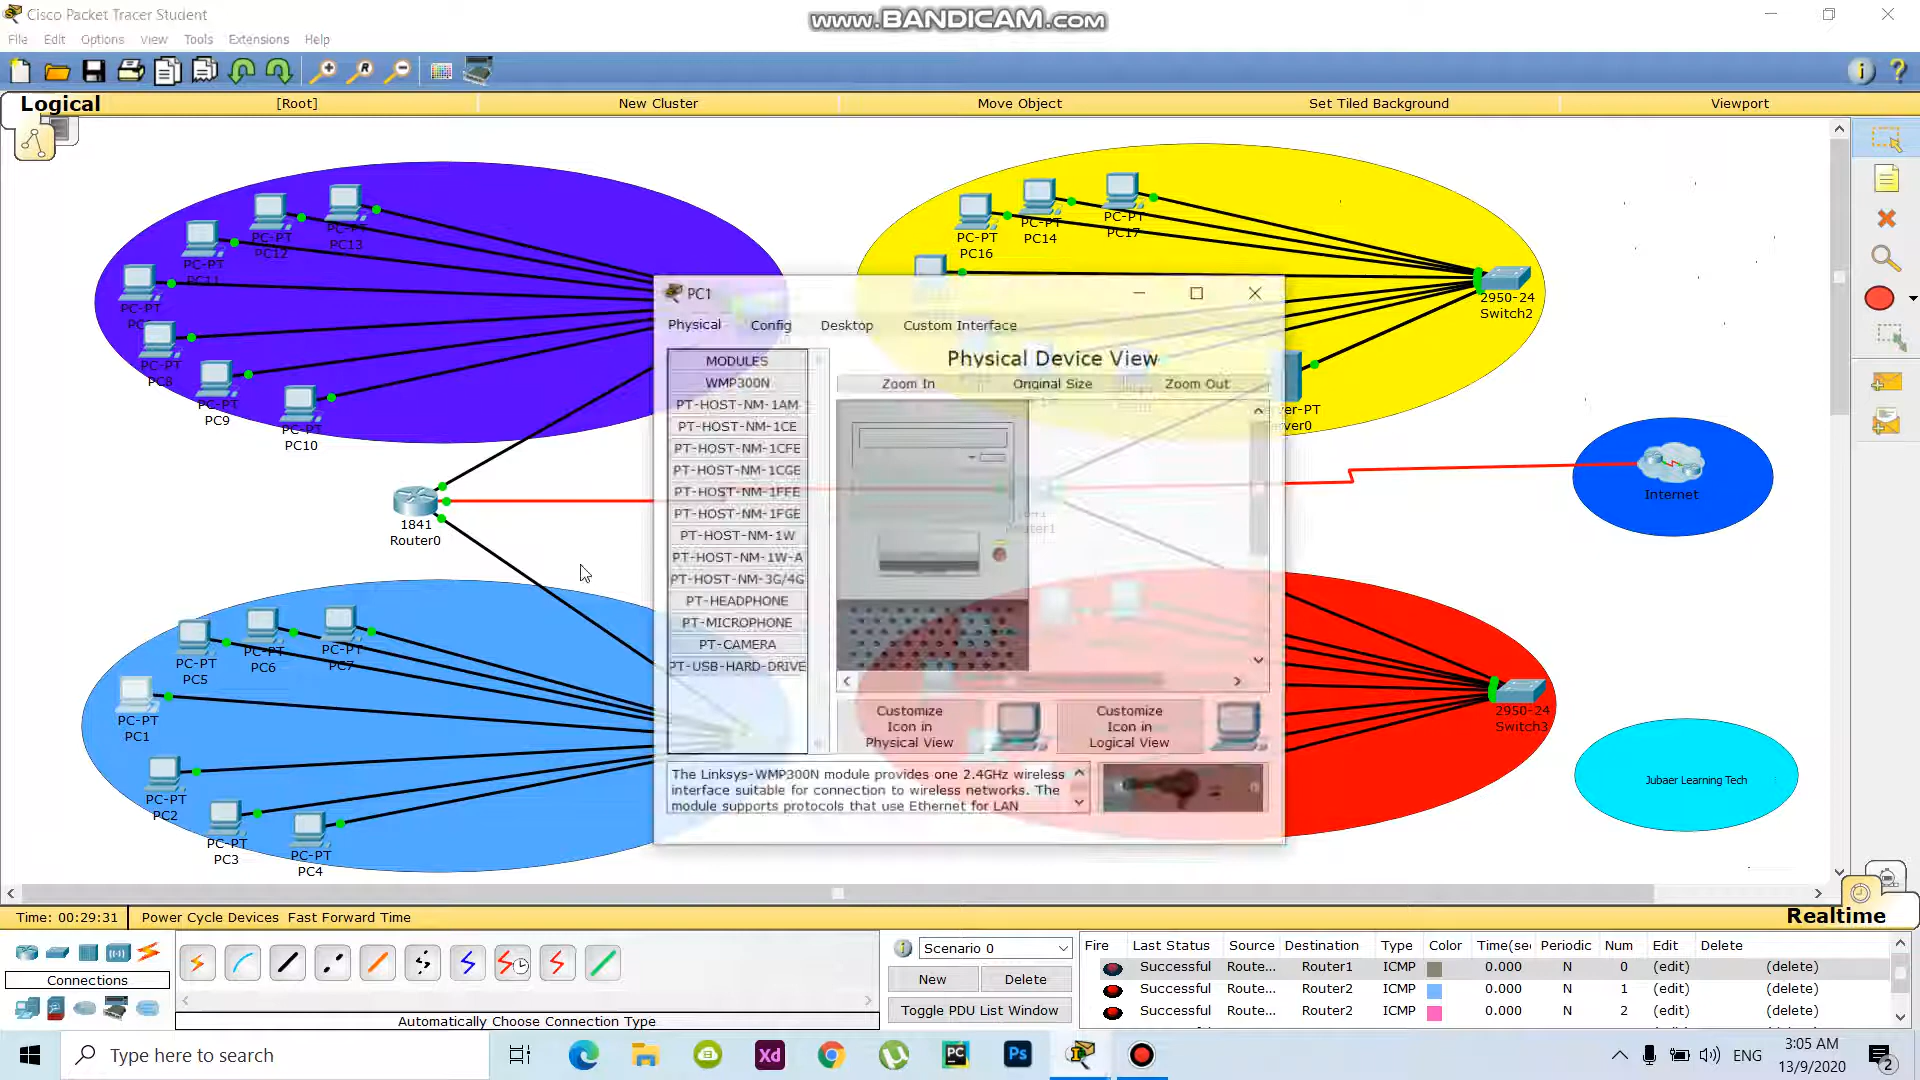 Cisco Packet Tracer Student
www.BANDICAM.com
File Edit Options View Tools Extensions Help
Logical [Root] New Cluster Move Object Set Tiled Background Viewport
PC-PT
PC13
PC-PT
PC12
PC-PT
PC11
PC-PT
PC-PT
PC8
PC-PT
PC9
PC-PT
PC10
PC-PT
PC16
PC-PT
PC14
PC-PT
PC17
2950-24
Switch2
Server-PT
Server0
1841
Router0
Router1
Internet
PC-PT
PC5
PC-PT
PC6
PC-PT
PC7
PC-PT
PC1
PC-PT
PC2
PC-PT
PC3
PC-PT
PC4
2950-24
Switch3
Jubaer Learning Tech
PC1
Physical Config Desktop Custom Interface
MODULES
WMP300N
PT-HOST-NM-1AM
PT-HOST-NM-1CE
PT-HOST-NM-1CFE
PT-HOST-NM-1CGE
PT-HOST-NM-1FFE
PT-HOST-NM-1FGE
PT-HOST-NM-1W
PT-HOST-NM-1W-A
PT-HOST-NM-3G/4G
PT-HEADPHONE
PT-MICROPHONE
PT-CAMERA
PT-USB-HARD-DRIVE
Physical Device View
Zoom In Original Size Zoom Out
Customize
Icon in
Physical View
Customize
Icon in
Logical View
The Linksys-WMP300N module provides one 2.4GHz wireless
interface suitable for connection to wireless networks. The
module supports protocols that use Ethernet for LAN
Time: 00:29:31 Power Cycle Devices Fast Forward Time
Realtime
Connections
Automatically Choose Connection Type
Scenario 0
New Delete
Toggle PDU List Window
Fire Last Status Source Destination Type Color Time(sec Periodic Num Edit Delete
Successful Route... Router1 ICMP 0.000 N 0 (edit) (delete)
Successful Route... Router2 ICMP 0.000 N 1 (edit) (delete)
Successful Route... Router2 ICMP 0.000 N 2 (edit) (delete)
Type here to search
Xd
PC
Ps
ENG
3:05 AM
13/9/2020
2